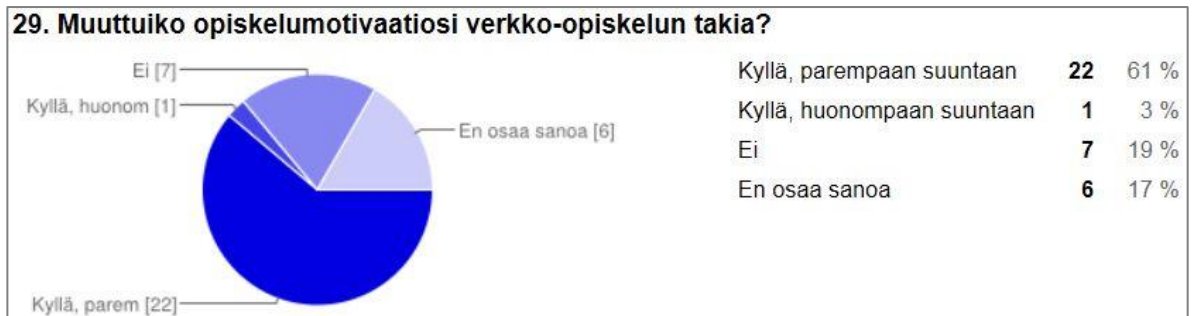 29. Muuttuiko opiskelumotivaatiosi verkko-opiskelun takia?
Ei [7]
Kyllä, huonom [1]
En osaa sanoa [6]
Kyllä, parem [22]
Kyllä, parempaan suuntaan 22 61 %
Kyllä, huonompaan suuntaan 1 3 %
Ei 7 19 %
En osaa sanoa 6 17 %